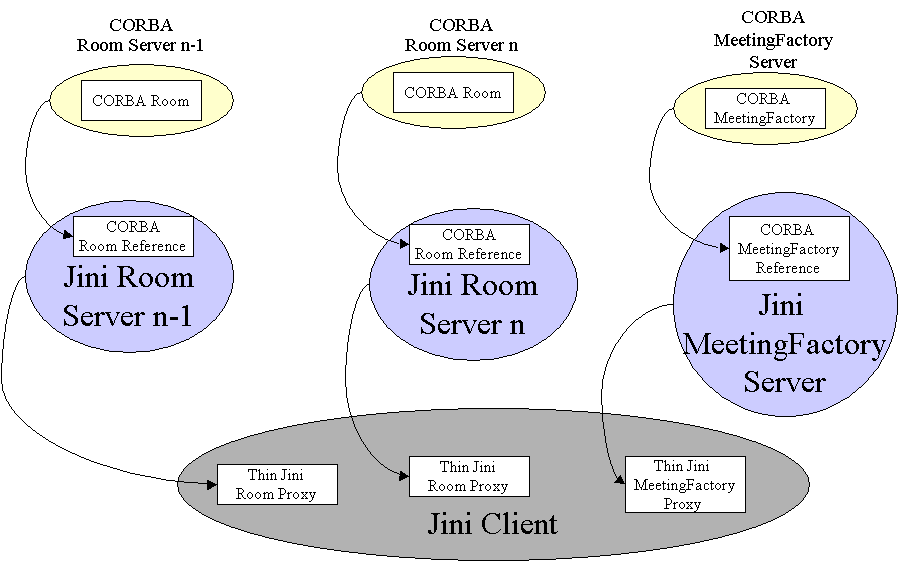 CORBA
Room Server n-1
CORBA
Room Server n
CORBA
MeetingFactory
Server
CORBA Room
CORBA Room
CORBA
MeetingFactory
CORBA
Room Reference
Jini Room
Server n-1
CORBA
Room Reference
Jini Room
Server n
CORBA
MeetingFactory
Reference
Jini
MeetingFactory
Server
Thin Jini
Room Proxy
Thin Jini
Room Proxy
Thin Jini
MeetingFactory
Proxy
Jini Client